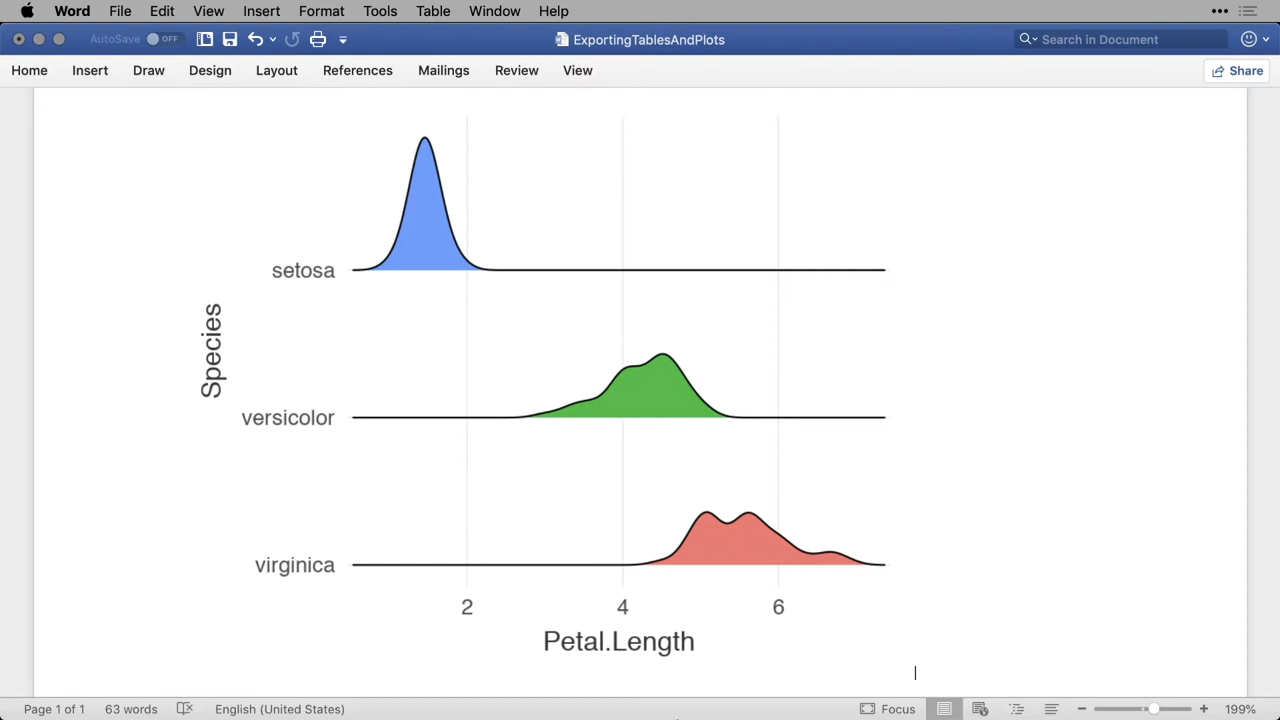 Word File Edit View Insert Format Tools Table Window Help
AutoSave OFF ExportingTablesAndPlots Search in Document
Home Insert Draw Design Layout References Mailings Review View Share
setosa
Species
versicolor
virginica
2 4 6
Petal.Length
Page 1 of 1 63 words English (United States) Focus 199%